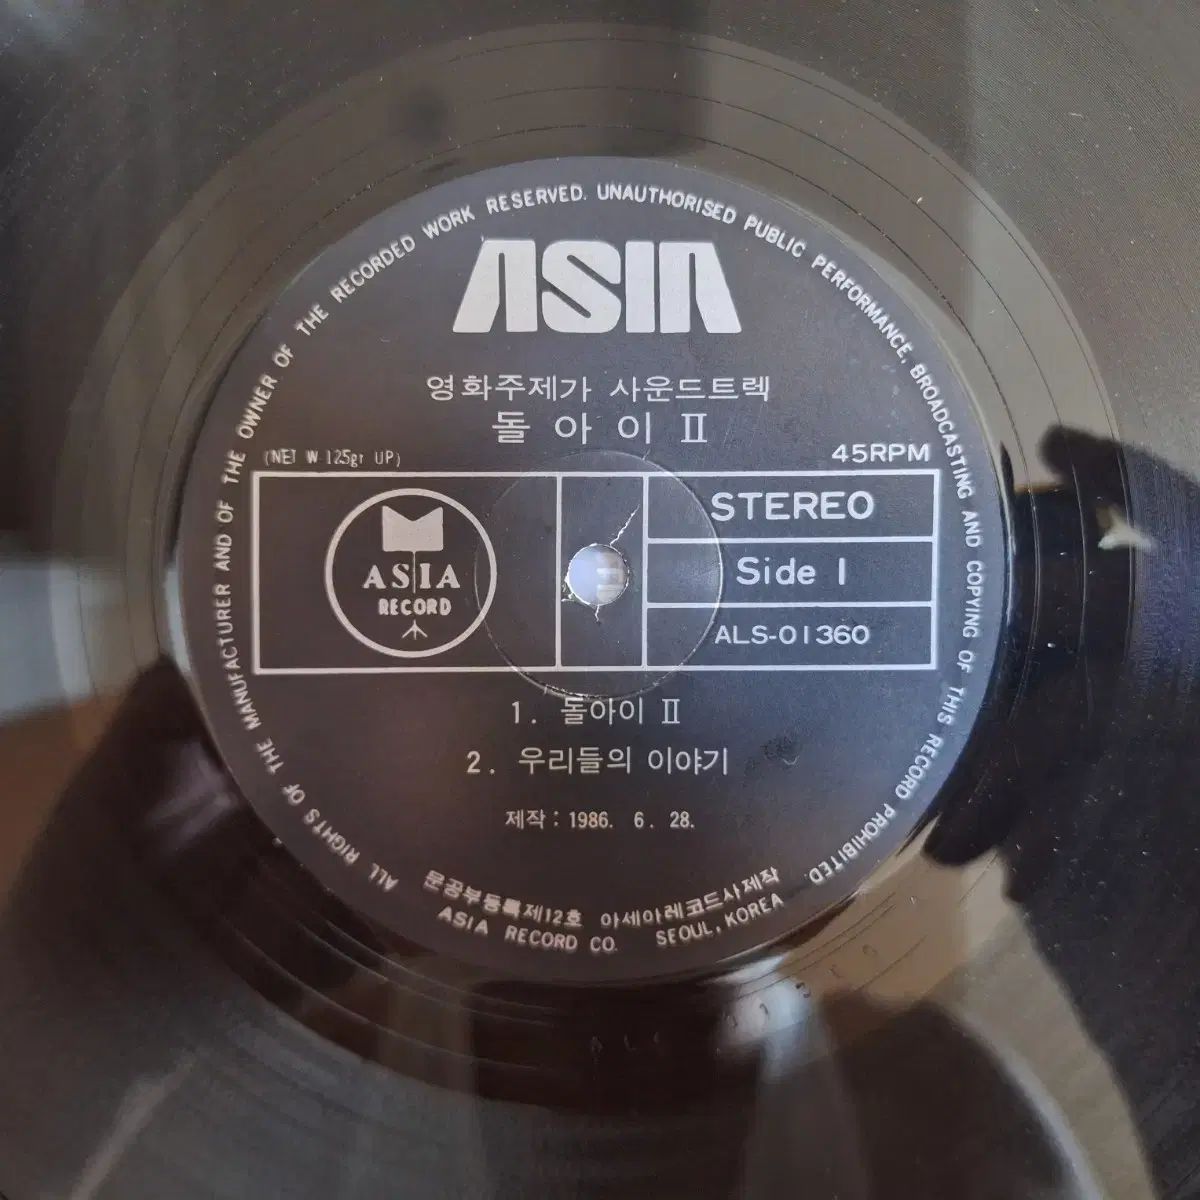 ALL RIGHTS OF THE MANUFACTURER AND OF THE OWNER OF THE RECORDED WORK RESERVED. UNAUTHORISED PUBLIC PERFORMANCE, BROADCASTING AND COPYING OF THIS RECORD PROHIBITED.
ASIA
영화주제가 사운드트렉
돌아이 II
(NET W 125gr UP)
45RPM
ASIA
RECORD
STEREO
Side 1
ALS-01360
1. 돌아이 II
2. 우리들의 이야기
제작 : 1986. 6. 28.
문공부등록제12호 아세아레코드사제작
ASIA RECORD CO. SEOUL, KOREA